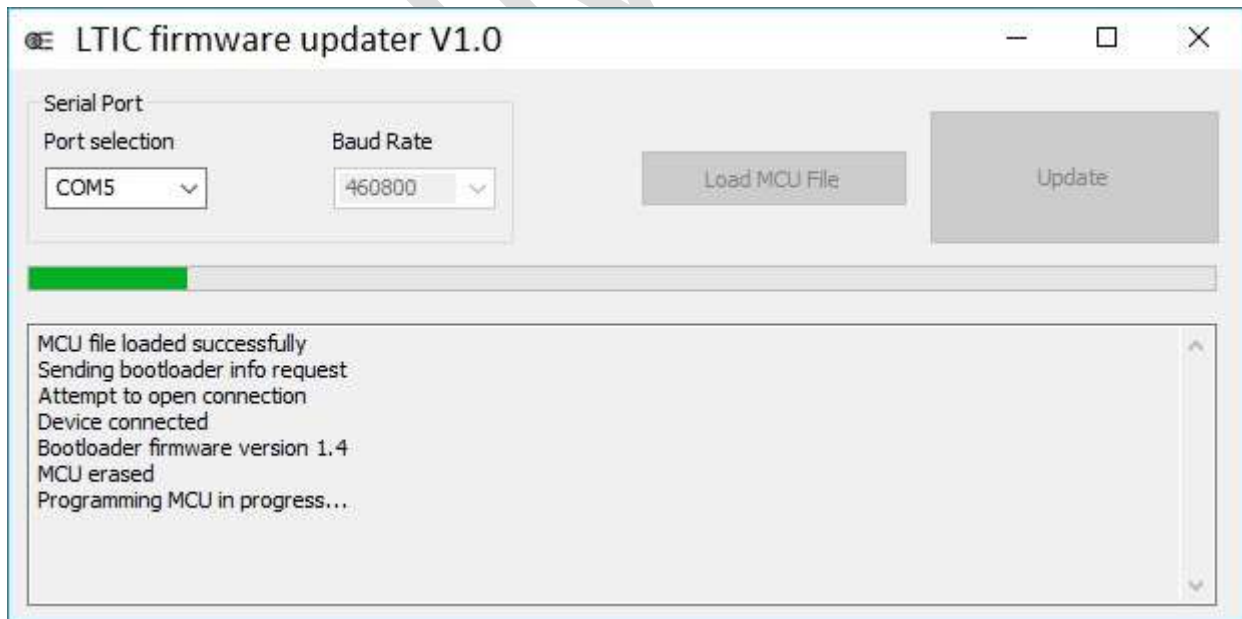 LTIC firmware updater V1.0
Serial Port
Port selection Baud Rate
COM5 460800
Load MCU File
Update
MCU file loaded successfully
Sending bootloader info request
Attempt to open connection
Device connected
Bootloader firmware version 1.4
MCU erased
Programming MCU in progress...